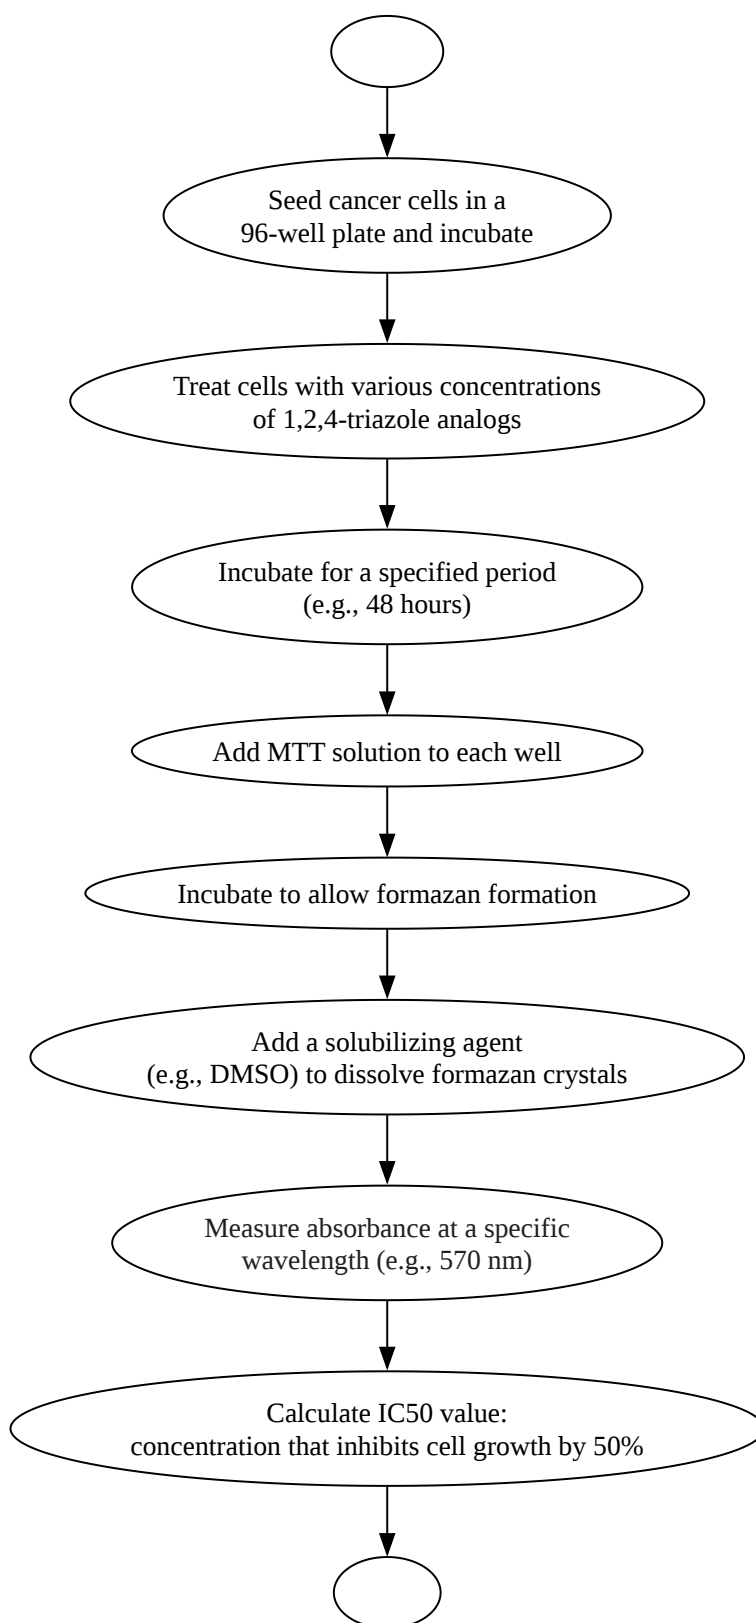 Seed cancer cells in a
96-well plate and incubate
Treat cells with various concentrations
of 1,2,4-triazole analogs
Incubate for a specified period
(e.g., 48 hours)
Add MTT solution to each well
Incubate to allow formazan formation
Add a solubilizing agent
(e.g., DMSO) to dissolve formazan crystals
Measure absorbance at a specific
wavelength (e.g., 570 nm)
Calculate IC50 value:
concentration that inhibits cell growth by 50%